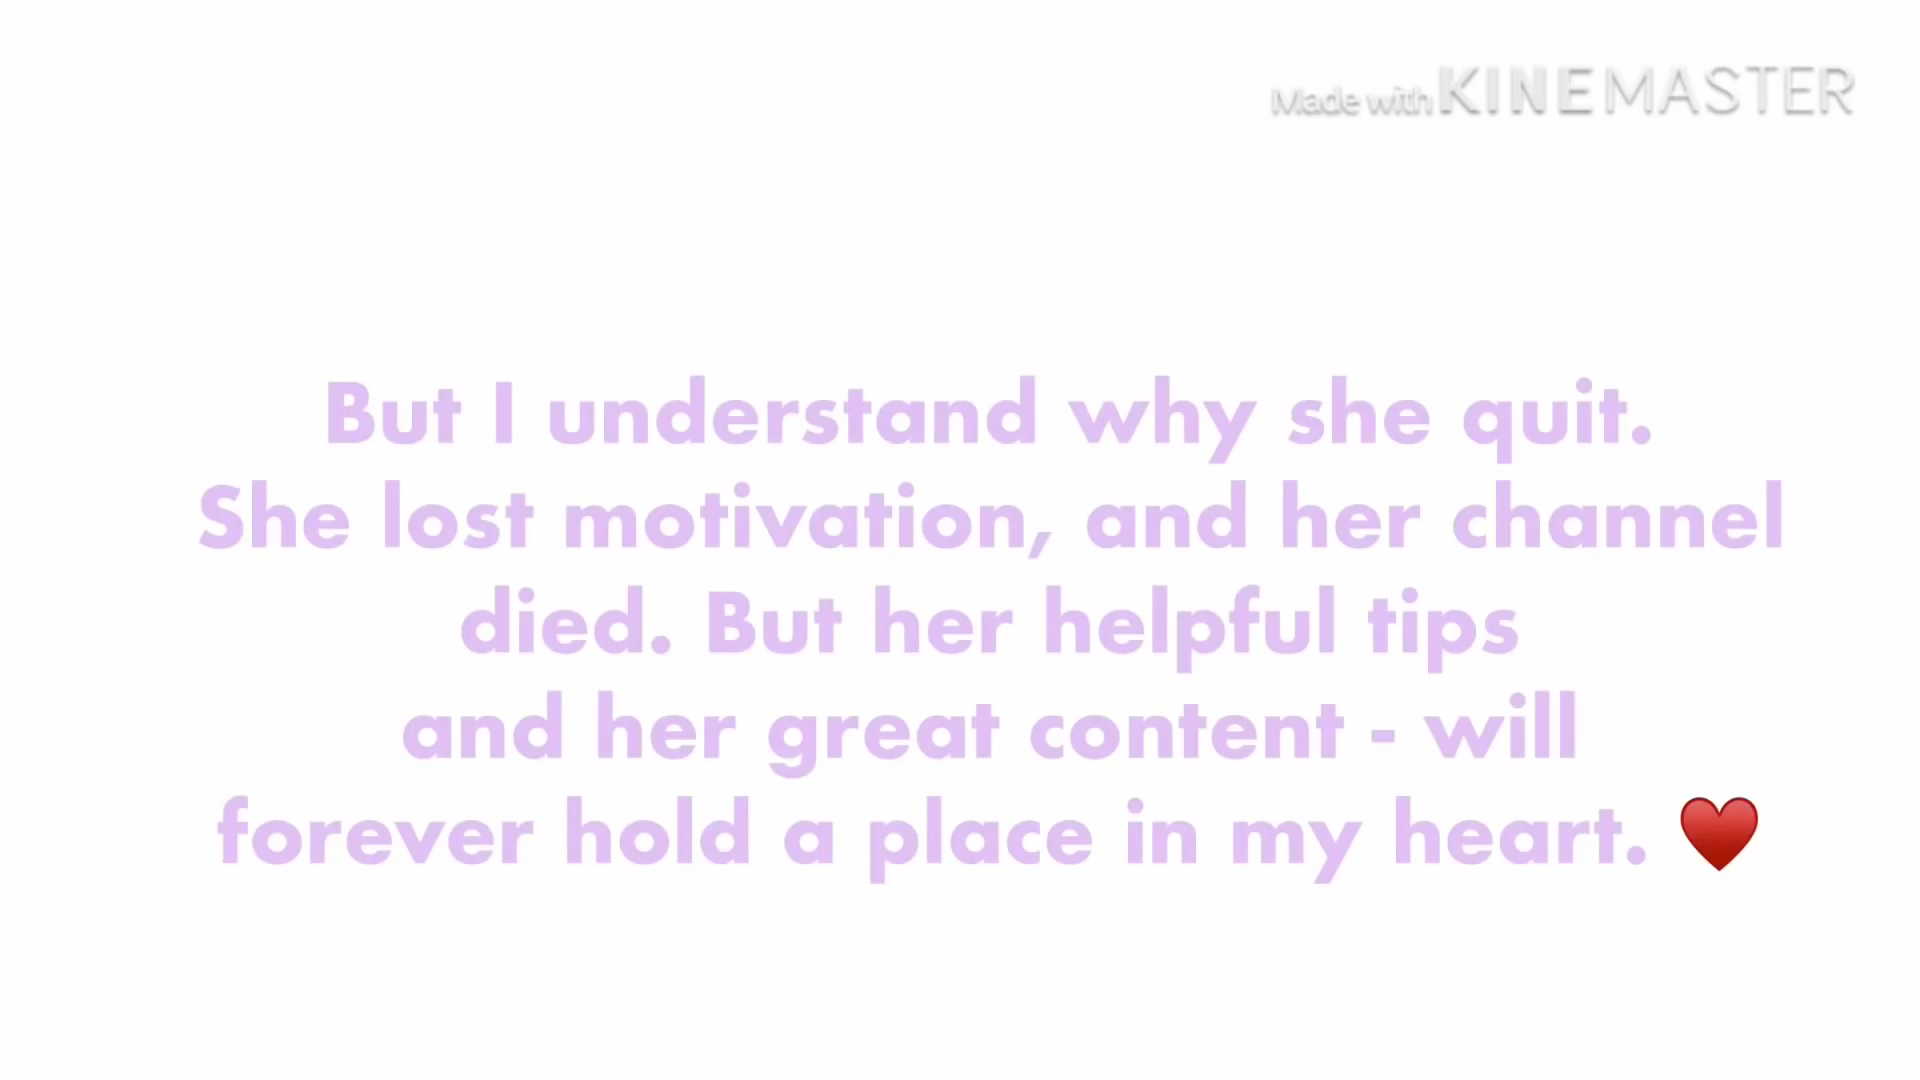 Made with KINEMASTER
But I understand why she quit.
She lost motivation, and her channel
died. But her helpful tips
and her great content - will
forever hold a place in my heart. ♥️